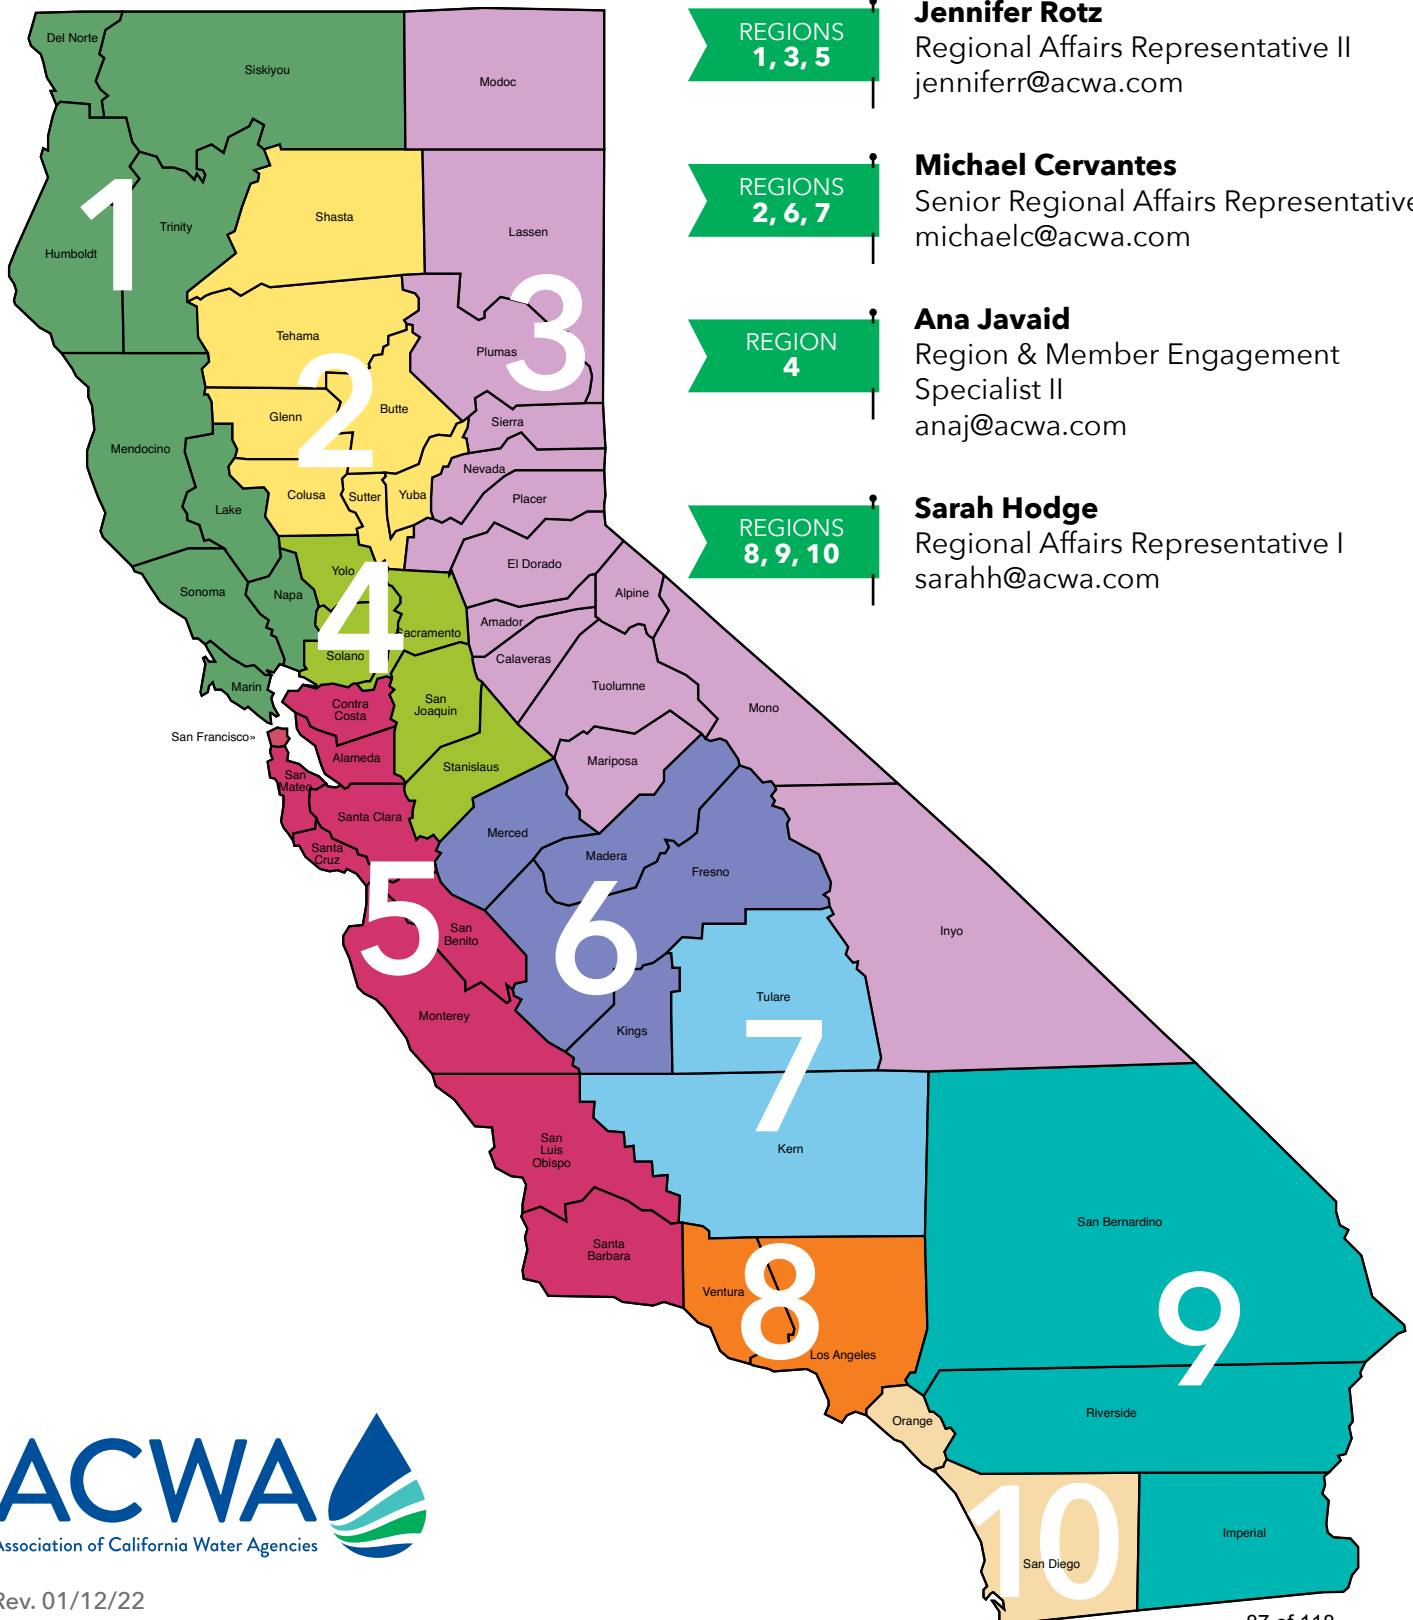 Jennifer Rotz
Regional Affairs Representative II
jenniferr@acwa.com
REGIONS
1, 3, 5
Michael Cervantes
Senior Regional Affairs Representative
michaelc@acwa.com
REGIONS
2, 6, 7
Ana Javaid
Region & Member Engagement
Specialist II
anaj@acwa.com
REGION
4
Sarah Hodge
Regional Affairs Representative I
sarahh@acwa.com
REGIONS
8, 9, 10
Del Norte
Siskiyou
Modoc
1
Humboldt
Trinity
Shasta
Lassen
3
Tehama
Plumas
2
Glenn
Butte
Sierra
Mendocino
Nevada
Colusa
Sutter
Yuba
Placer
Lake
Yolo
El Dorado
4
Sonoma
Napa
Alpine
Amador
Sacramento
Solano
Calaveras
Marin
Tuolumne
Contra
Costa
San
Joaquin
Mono
San Francisco»
Alameda
Stanislaus
Mariposa
San
Mateo
Santa Clara
Merced
Santa
Cruz
Madera
Fresno
5
6
San
Benito
Inyo
Monterey
Kings
Tulare
7
San
Luis
Obispo
Kern
Santa
Barbara
San Bernardino
8
Ventura
Los Angeles
9
Orange
Riverside
10
San Diego
Imperial
ACWA
Association of California Water Agencies
Rev. 01/12/22
87 of 118